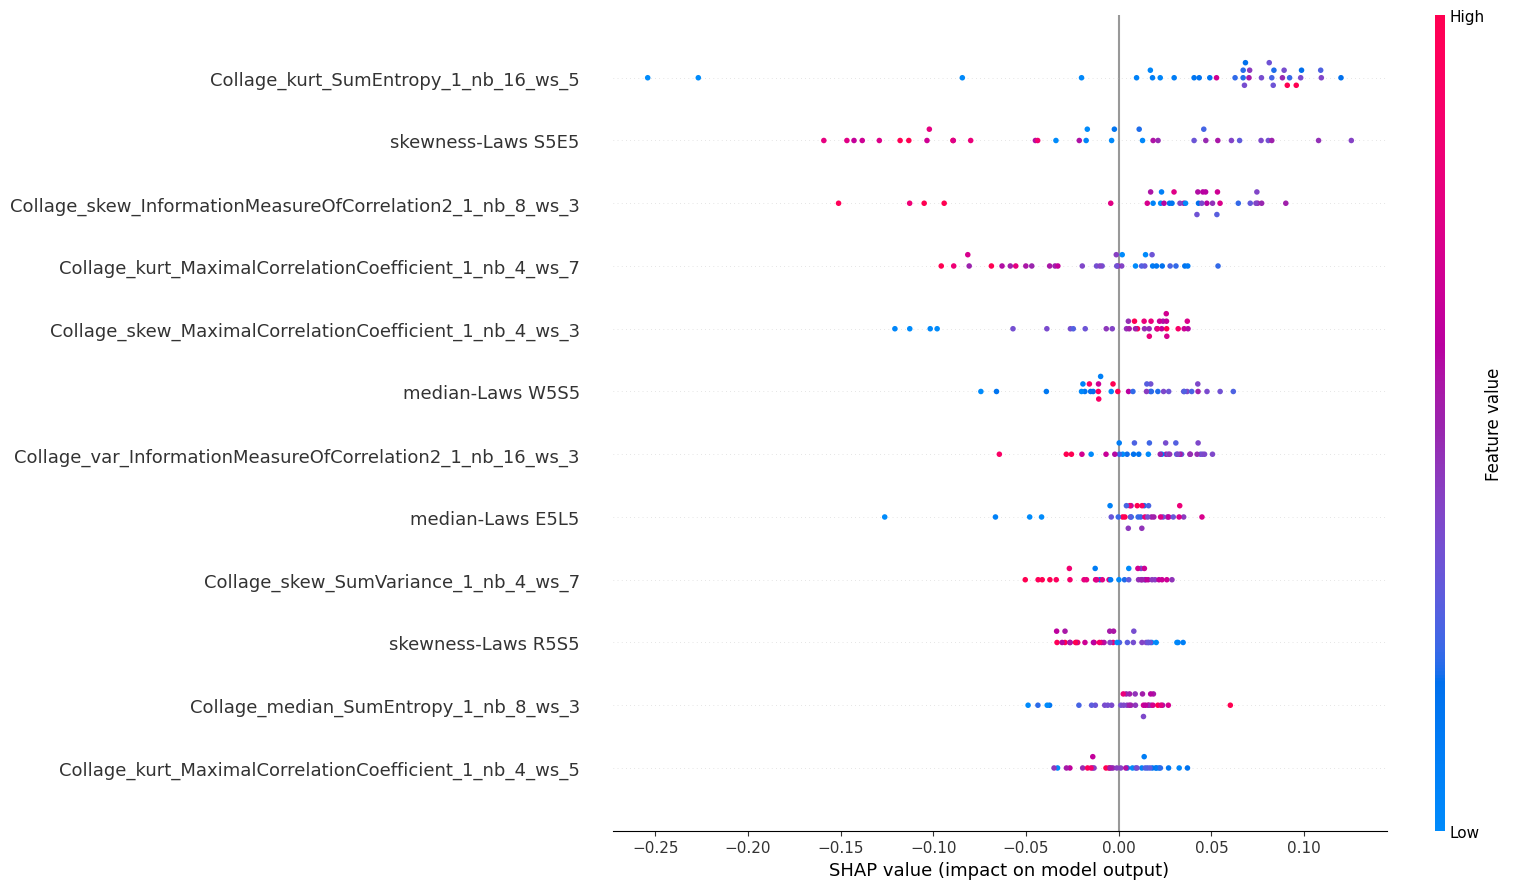 High
Collage_kurt_SumEntropy_1_nb_16_ws_5
skewness-Laws S5E5
Collage_skew_InformationMeasureOfCorrelation2_1_nb_8_ws_3
Collage_kurt_MaximalCorrelationCoefficient_1_nb_4_ws_7
Collage_skew_MaximalCorrelationCoefficient_1_nb_4_ws_3
median-Laws W5S5
Collage_var_InformationMeasureOfCorrelation2_1_nb_16_ws_3
median-Laws E5L5
Collage_skew_SumVariance_1_nb_4_ws_7
skewness-Laws R5S5
Collage_median_SumEntropy_1_nb_8_ws_3
Collage_kurt_MaximalCorrelationCoefficient_1_nb_4_ws_5
Feature value
Low
−0.25 −0.20 −0.15 −0.10 −0.05 0.00 0.05 0.10
SHAP value (impact on model output)